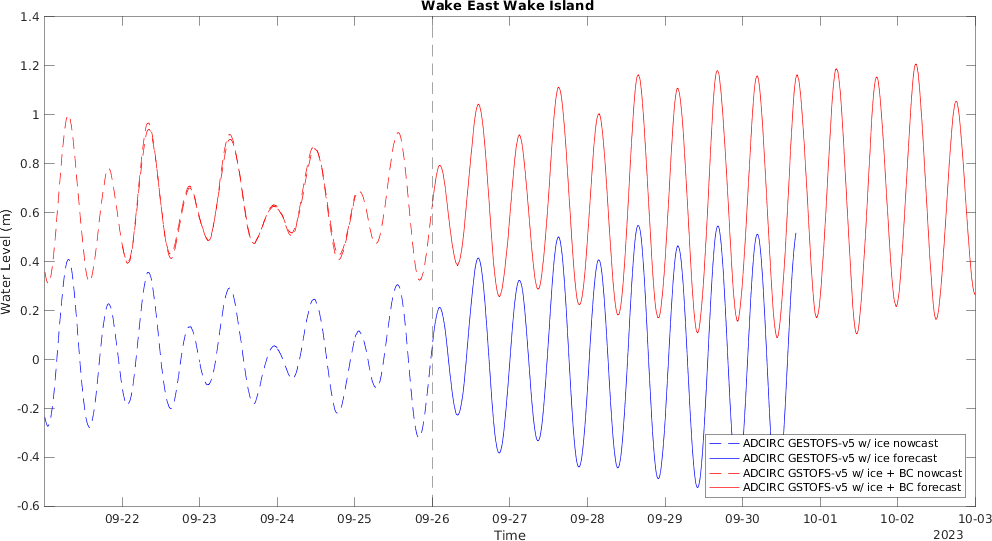 Wake East Wake Island
1.4
1.2
1
0.8
0.6
0.4
0.2
0
-0.2
-0.4
-0.6
Water Level (m)
ADCIRC GESTOFS-v5 w/ ice nowcast
ADCIRC GESTOFS-v5 w/ ice forecast
ADCIRC GSTOFS-v5 w/ ice + BC nowcast
ADCIRC GSTOFS-v5 w/ ice + BC forecast
09-22 09-23 09-24 09-25 09-26 09-27 09-28 09-29 09-30 10-01 10-02 10-03
Time
2023